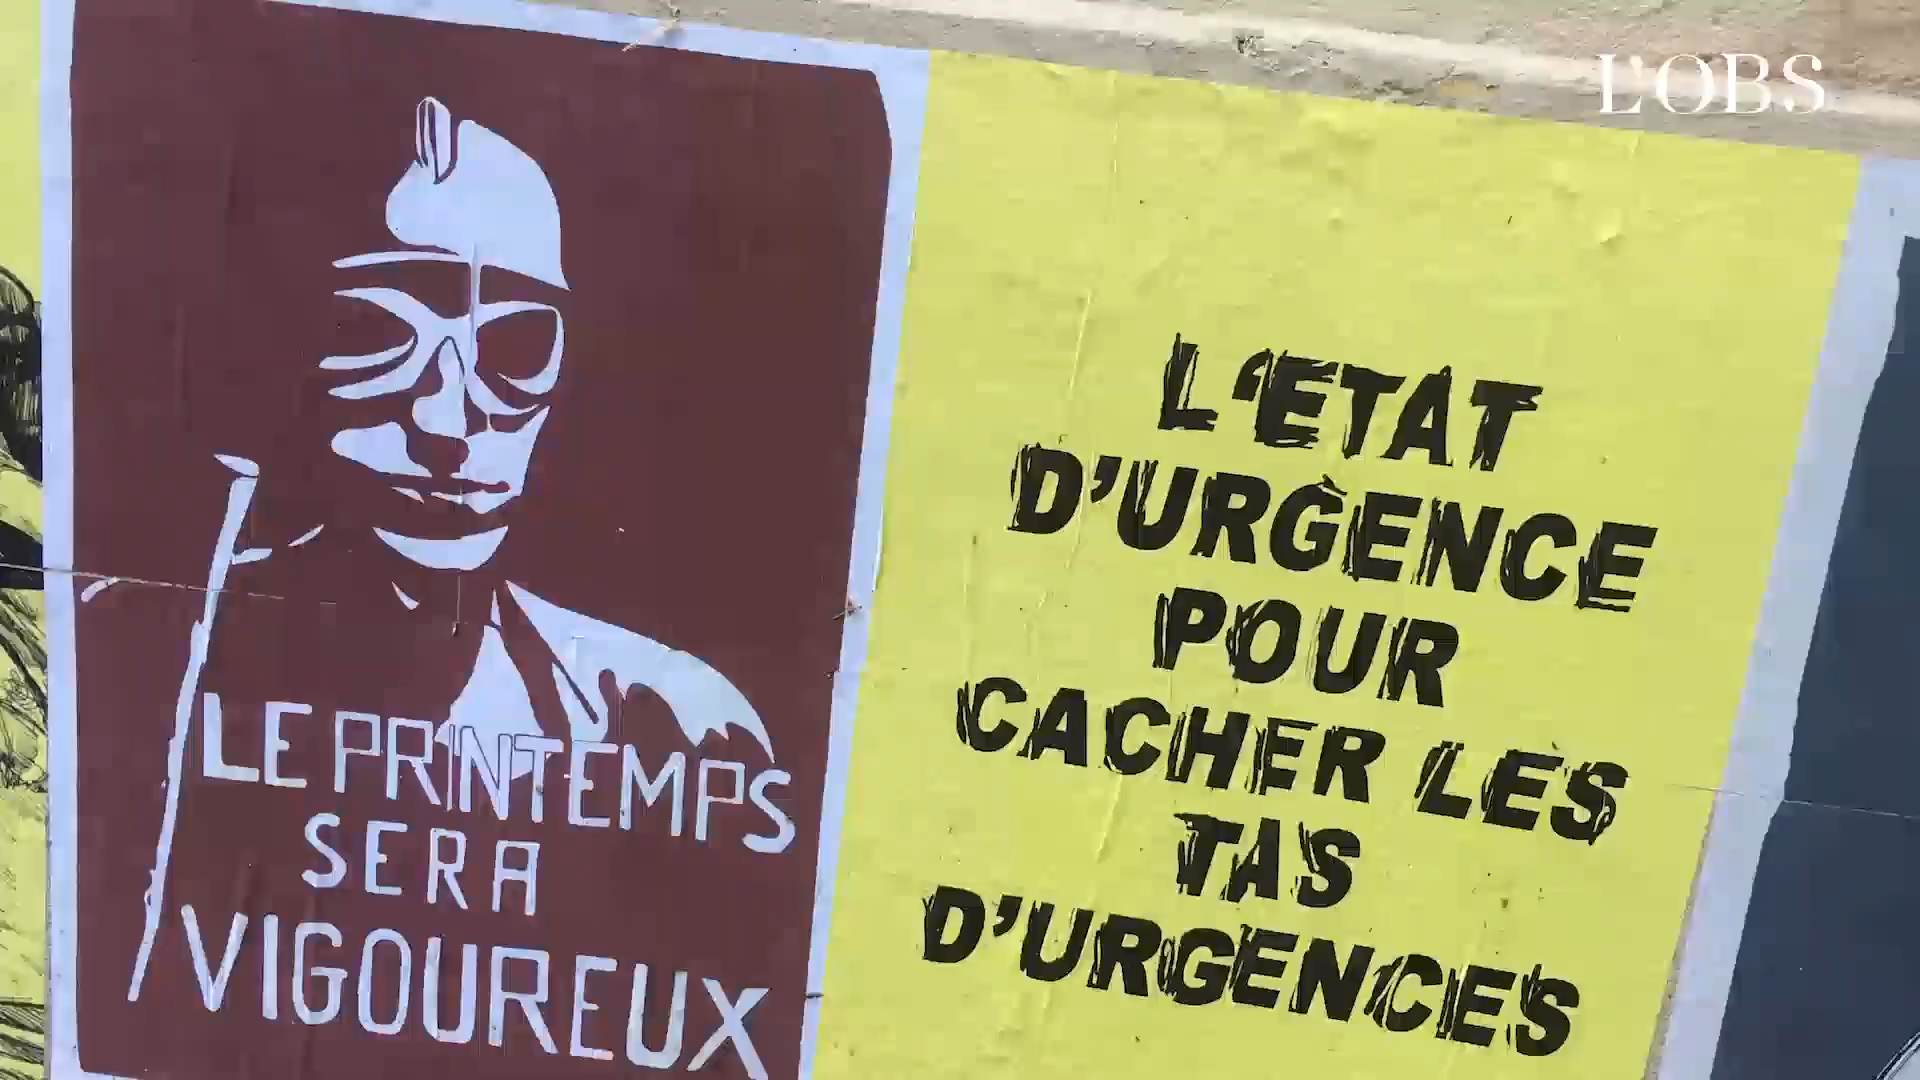 L'OBS
LE PRINTEMPS
SERA
VIGOUREUX
L'ETAT
D'URGENCE
POUR
CACHER LES
TAS
D'URGENCES